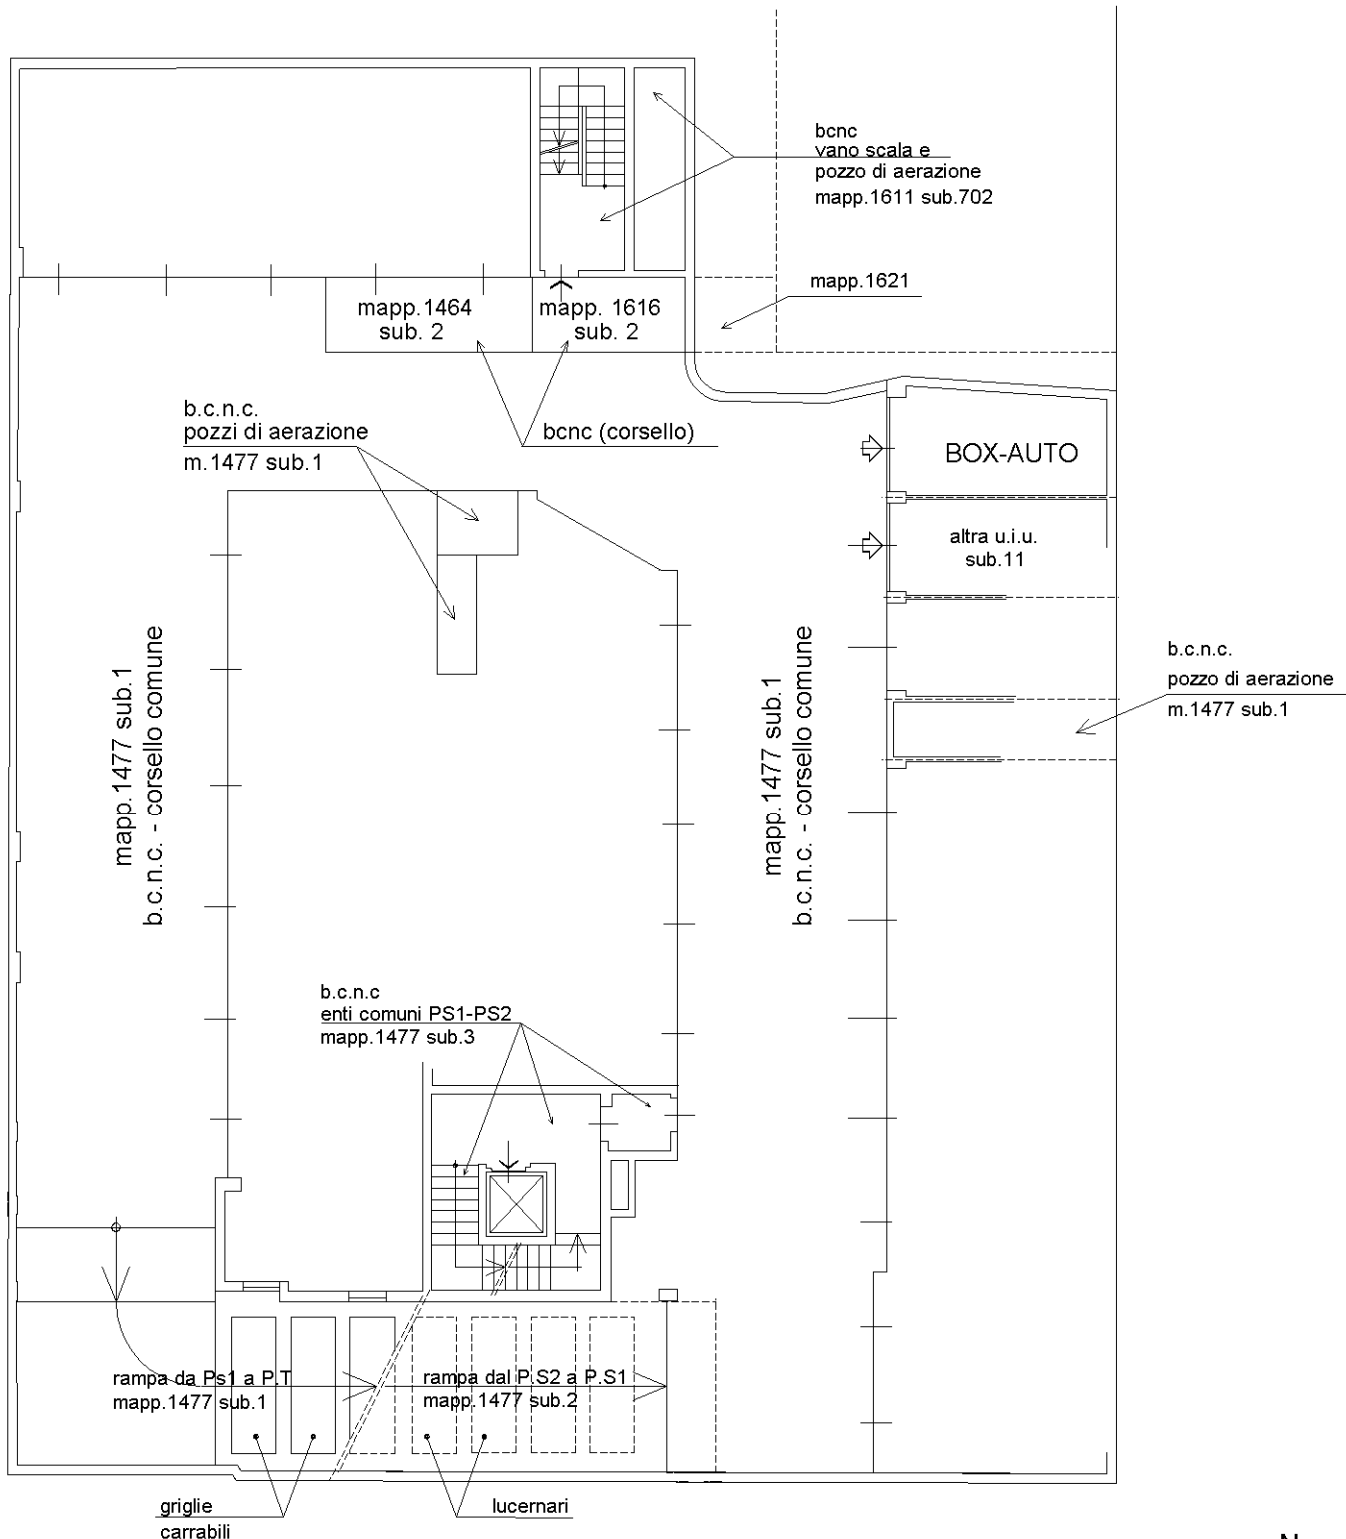 bcnc
vano scala e
pozzo di aerazione
mapp.1611 sub.702
mapp.1621
mapp.1464
sub. 2
mapp. 1616
sub. 2
b.c.n.c.
pozzi di aerazione
m.1477 sub.1
bcnc (corsello)
BOX-AUTO
altra u.i.u.
sub.11
mapp.1477 sub.1
b.c.n.c. - corsello comune
mapp.1477 sub.1
b.c.n.c. - corsello comune
b.c.n.c.
pozzo di aerazione
m.1477 sub.1
b.c.n.c
enti comuni PS1-PS2
mapp.1477 sub.3
rampa da Ps1 a P.T
mapp.1477 sub.1
rampa dal P.S2 a P.S1
mapp.1477 sub.2
griglie
carrabili
lucernari